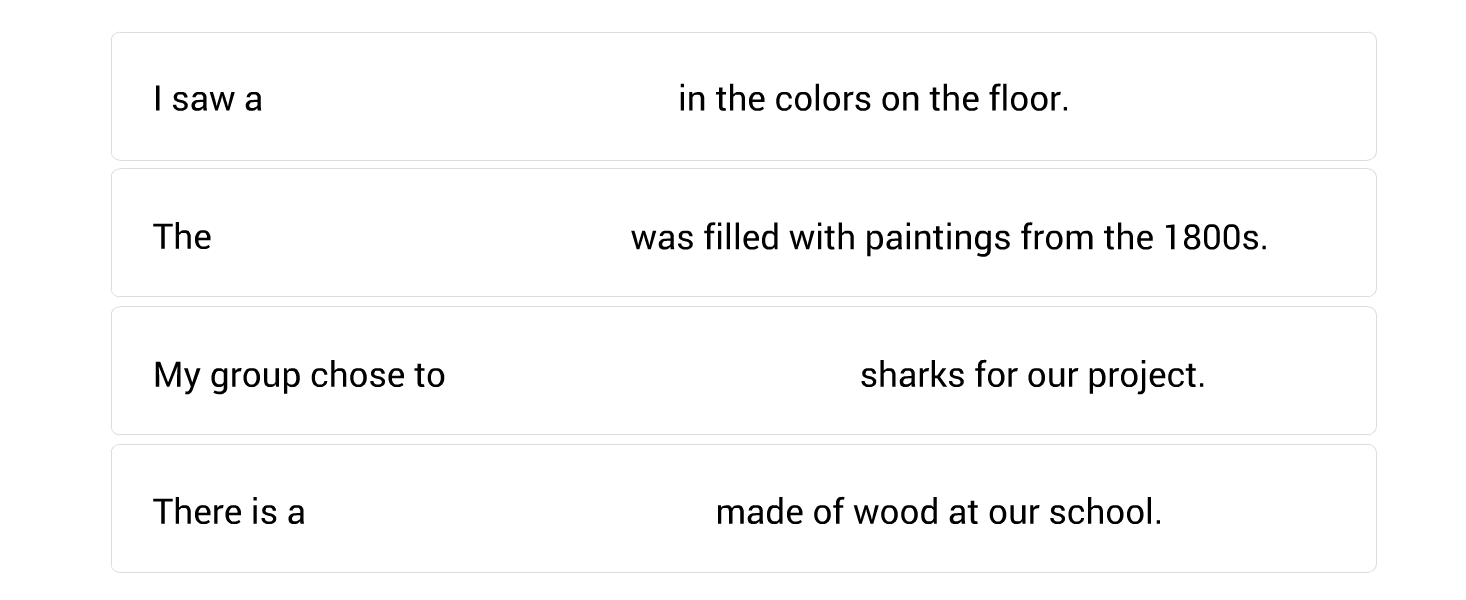 I saw a in the colors on the floor.
The was filled with paintings from the 1800s.
My group chose to sharks for our project.
There is a made of wood at our school.